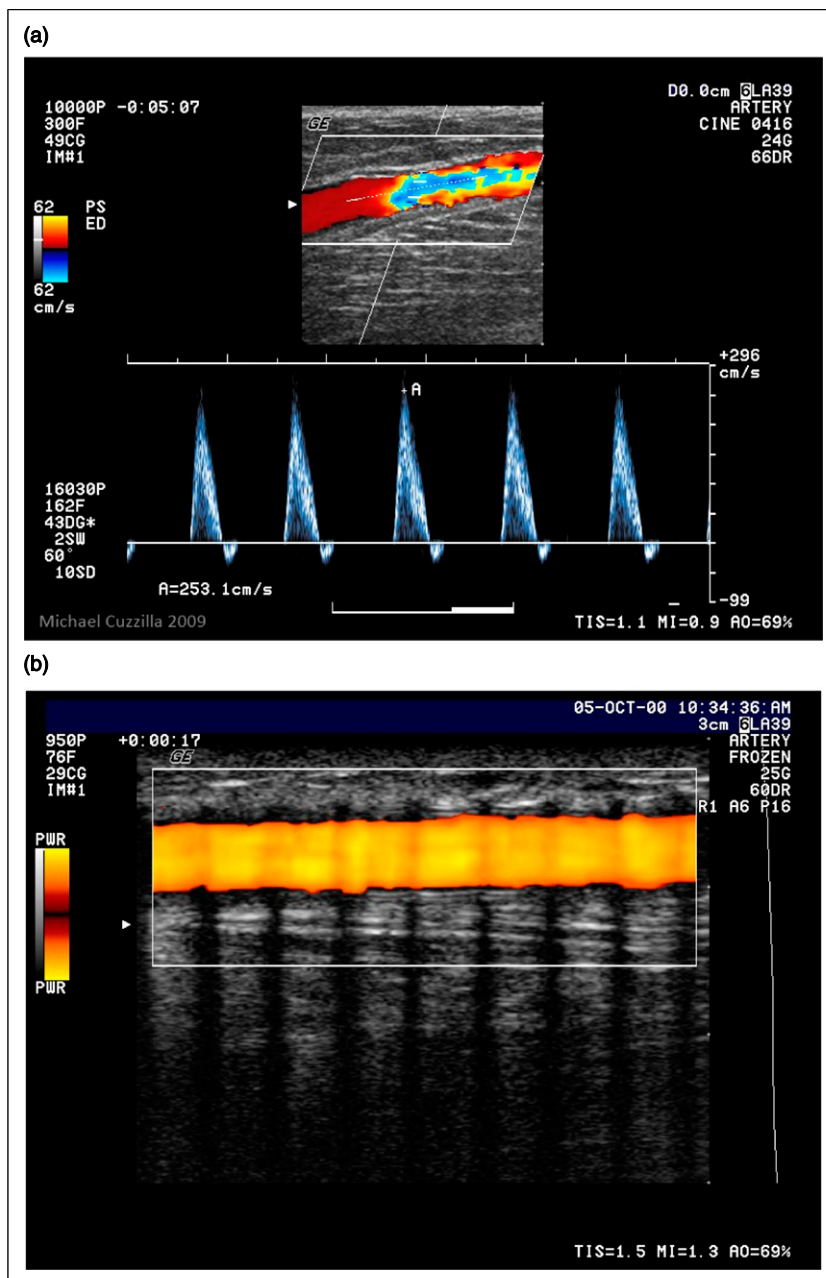 (a)
10000P -0:05:07
300F
49CG
IM#1
D0.0cm 6LA39
ARTERY
CINE 0416
24G
66DR
GE
62 PS
ED
62
cm/s
+296
cm/s
A
16030P
162F
43DG*
2SW
60°
10SD
A=253.1cm/s
-99
Michael Cuzzilla 2009
TIS=1.1 MI=0.9 AO=69%
(b)
05-OCT-00 10:34:36 AM
3cm 6LA39
950P +0:00:17
76F
29CG
IM#1
GE
ARTERY
FROZEN
25G
60DR
R1 A6 P16
PWR
PWR
TIS=1.5 MI=1.3 AO=69%